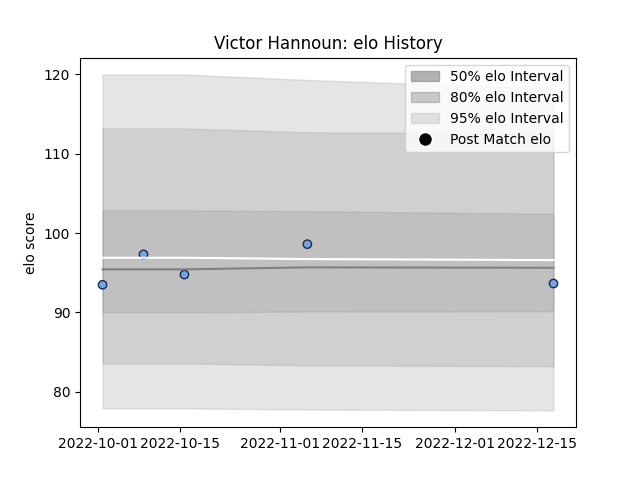 Victor Hannoun: elo History
120
110
100
90
80
elo score
50% elo Interval
80% elo Interval
95% elo Interval
Post Match elo
2022-10-01
2022-10-15
2022-11-01
2022-11-15
2022-12-01
2022-12-15